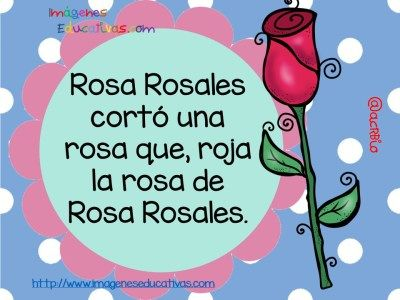 Imágenes
Educativas.com
Rosa Rosales
cortó una
rosa que, roja
la rosa de
Rosa Rosales.
@acrbio
http://www.imageneseducativas.com